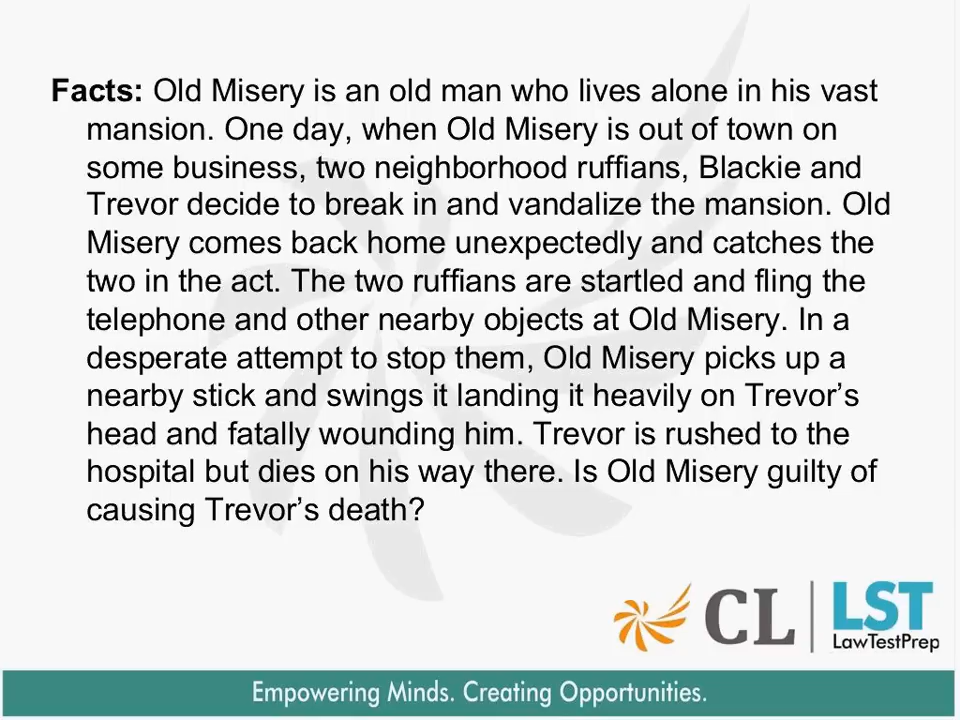 Facts: Old Misery is an old man who lives alone in his vast
mansion. One day, when Old Misery is out of town on
some business, two neighborhood ruffians, Blackie and
Trevor decide to break in and vandalize the mansion. Old
Misery comes back home unexpectedly and catches the
two in the act. The two ruffians are startled and fling the
telephone and other nearby objects at Old Misery. In a
desperate attempt to stop them, Old Misery picks up a
nearby stick and swings it landing it heavily on Trevor’s
head and fatally wounding him. Trevor is rushed to the
hospital but dies on his way there. Is Old Misery guilty of
causing Trevor’s death?
CL LST
LawTestPrep
Empowering Minds. Creating Opportunities.